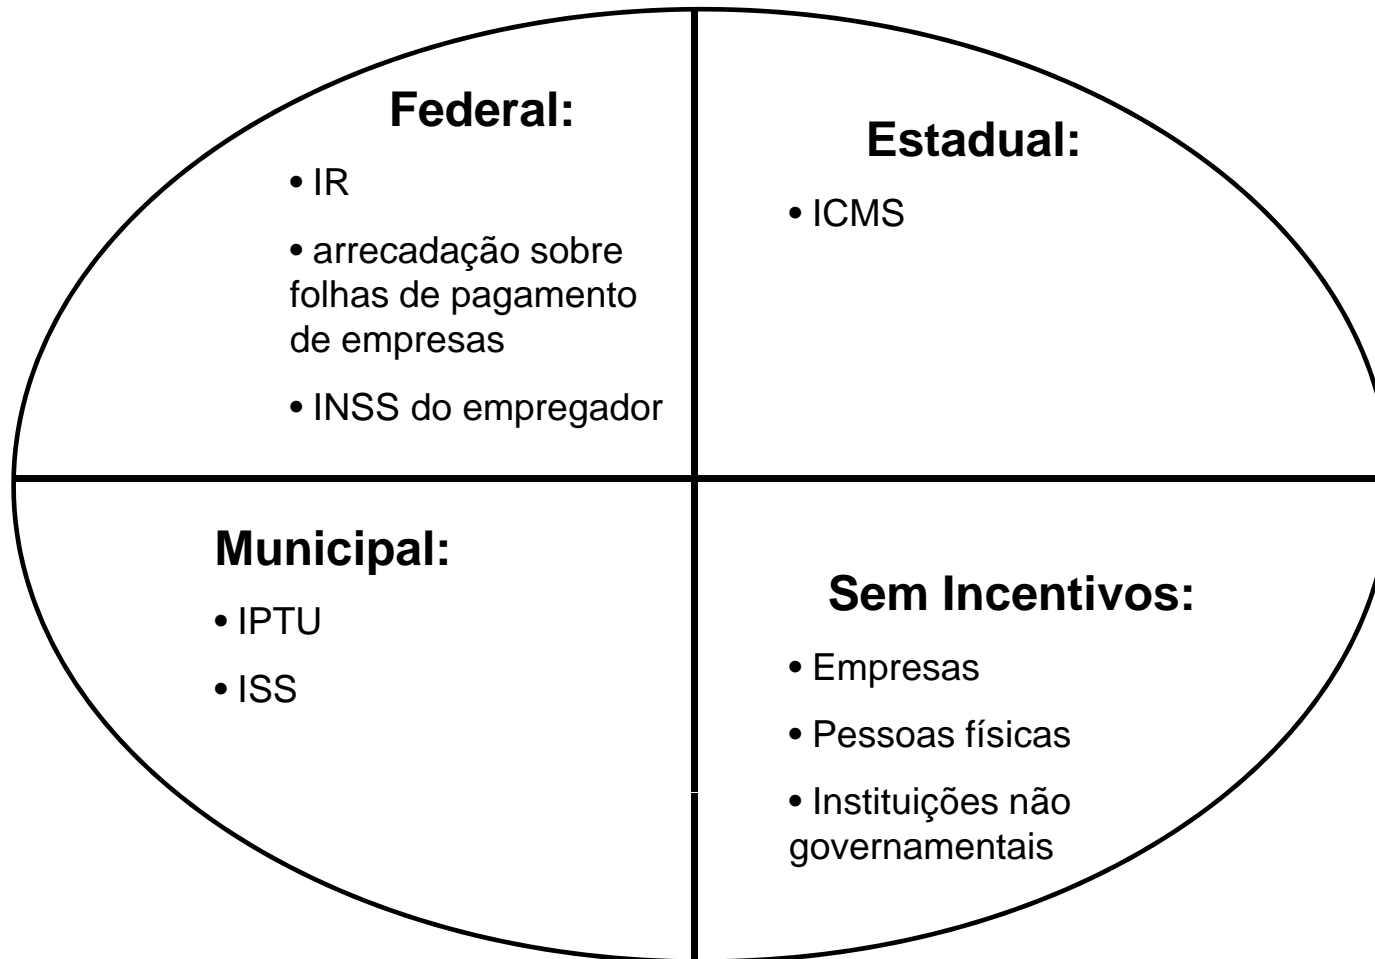 Federal:
• IR
• arrecadação sobre
folhas de pagamento
de empresas
• INSS do empregador
Estadual:
• ICMS
Municipal:
• IPTU
• ISS
Sem Incentivos:
• Empresas
• Pessoas físicas
• Instituições não
governamentais